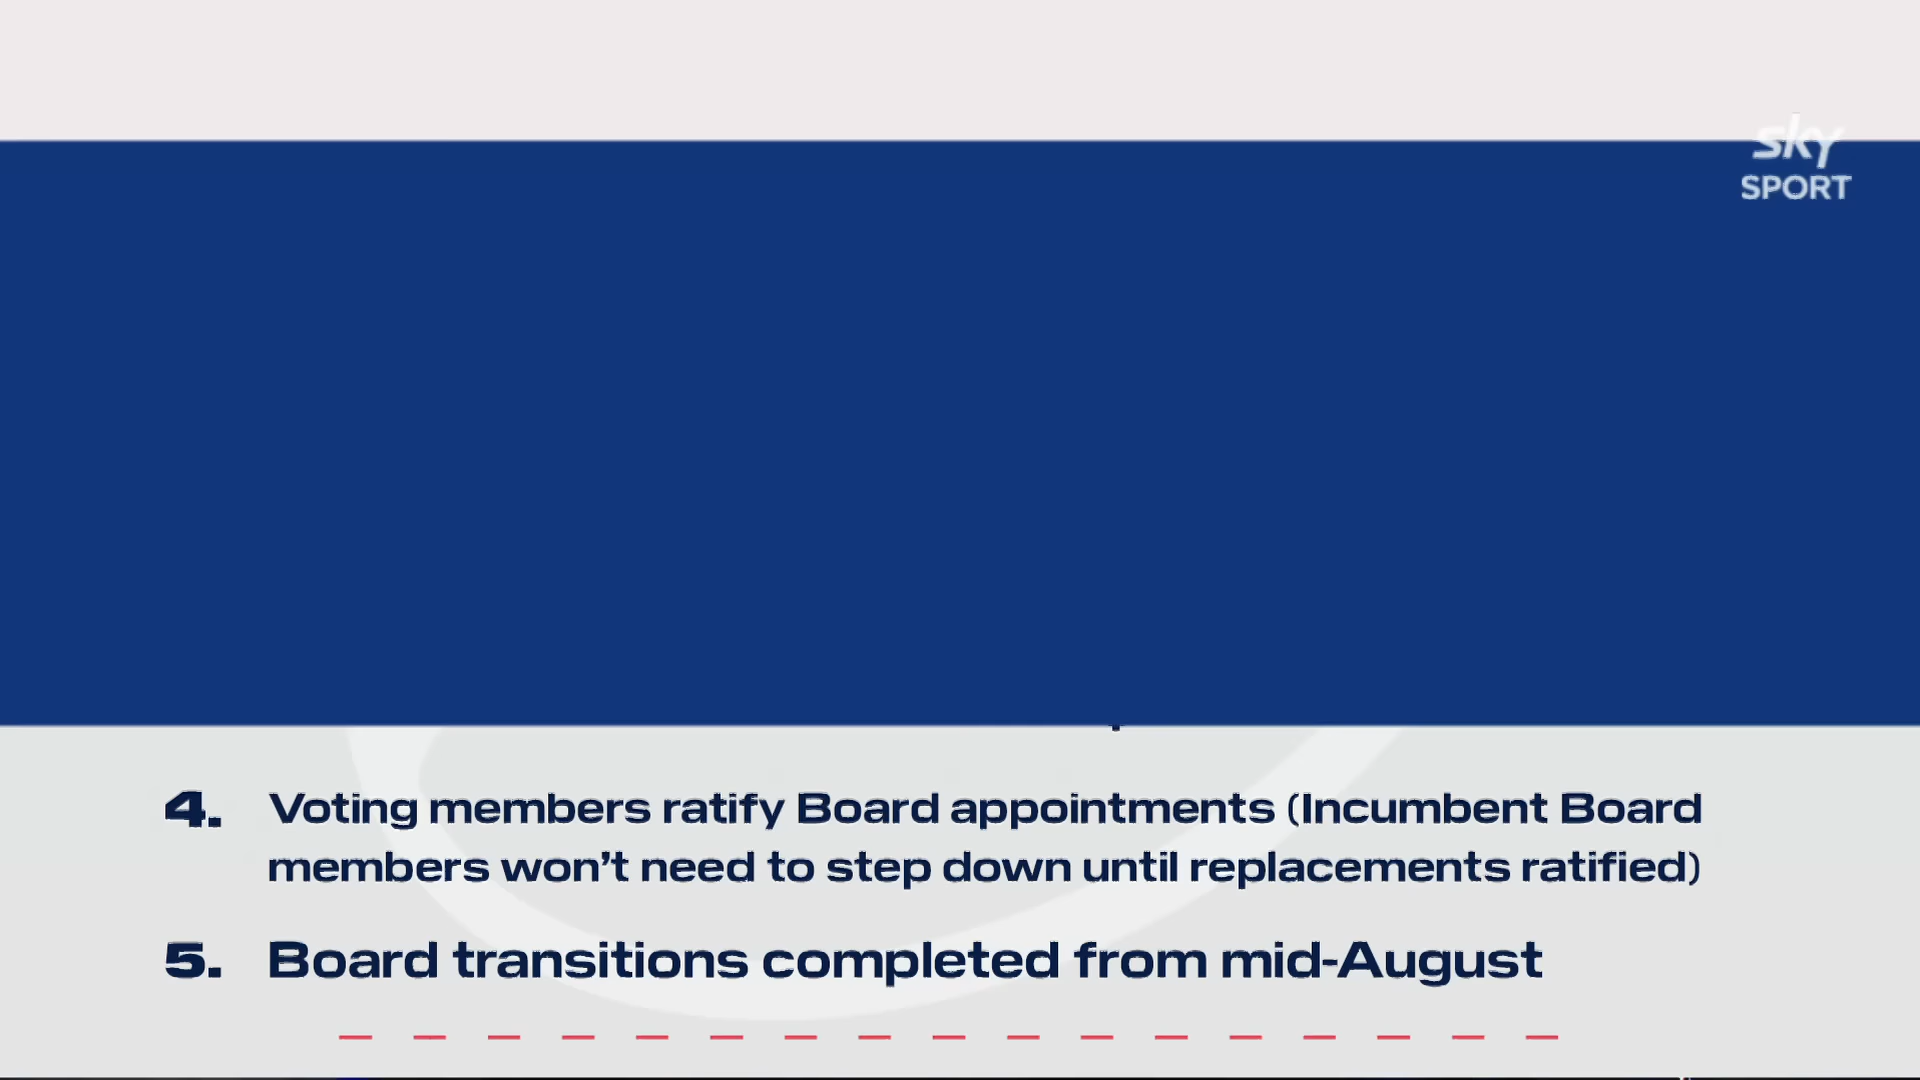 sky
SPORT
4. Voting members ratify Board appointments (Incumbent Board
members won’t need to step down until replacements ratified)
5. Board transitions completed from mid-August